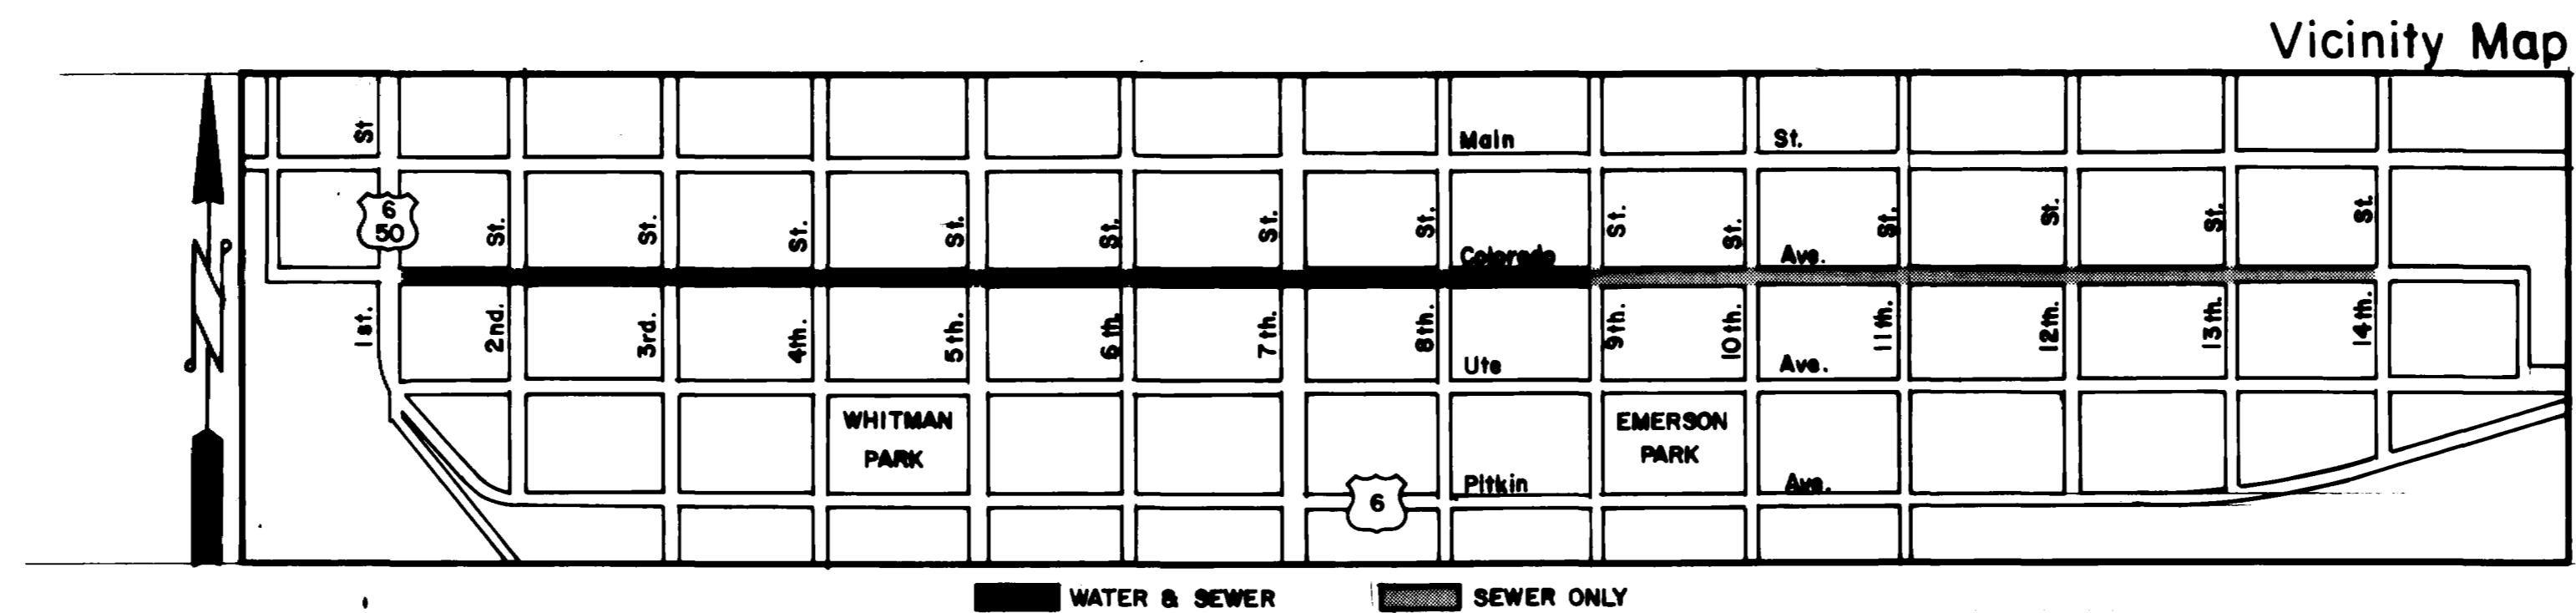 Vicinity Map
St
Main St.
6
50
St. St. St. St. St. St. St. St. St. St. St. St. St.
Colorado Ave.
1st. 2nd. 3rd. 4th. 5th. 6th. 7th. 8th. 9th. 10th. 11th. 12th. 13th. 14th.
Ute Ave.
WHITMAN
PARK
EMERSON
PARK
Pitkin Ave.
6
WATER & SEWER
SEWER ONLY
N